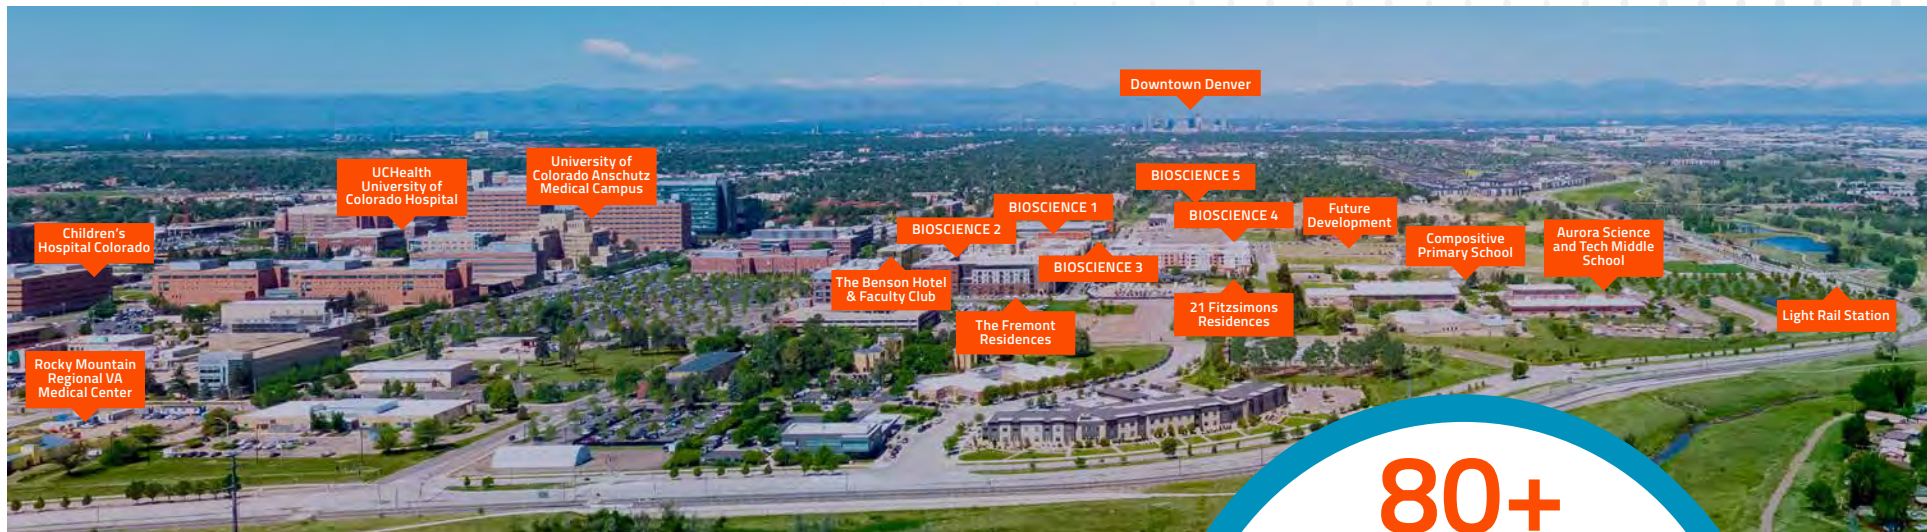 Downtown Denver
University of
Colorado Anschutz
Medical Campus
UCHealth
University of
Colorado Hospital
BIOSCIENCE 5
BIOSCIENCE 1
BIOSCIENCE 4
Future
Development
BIOSCIENCE 2
Children's
Hospital Colorado
Compositive
Primary School
Aurora Science
and Tech Middle
School
BIOSCIENCE 3
The Benson Hotel
& Faculty Club
21 Fitzsimons
Residences
Light Rail Station
The Fremont
Residences
Rocky Mountain
Regional VA
Medical Center
80+